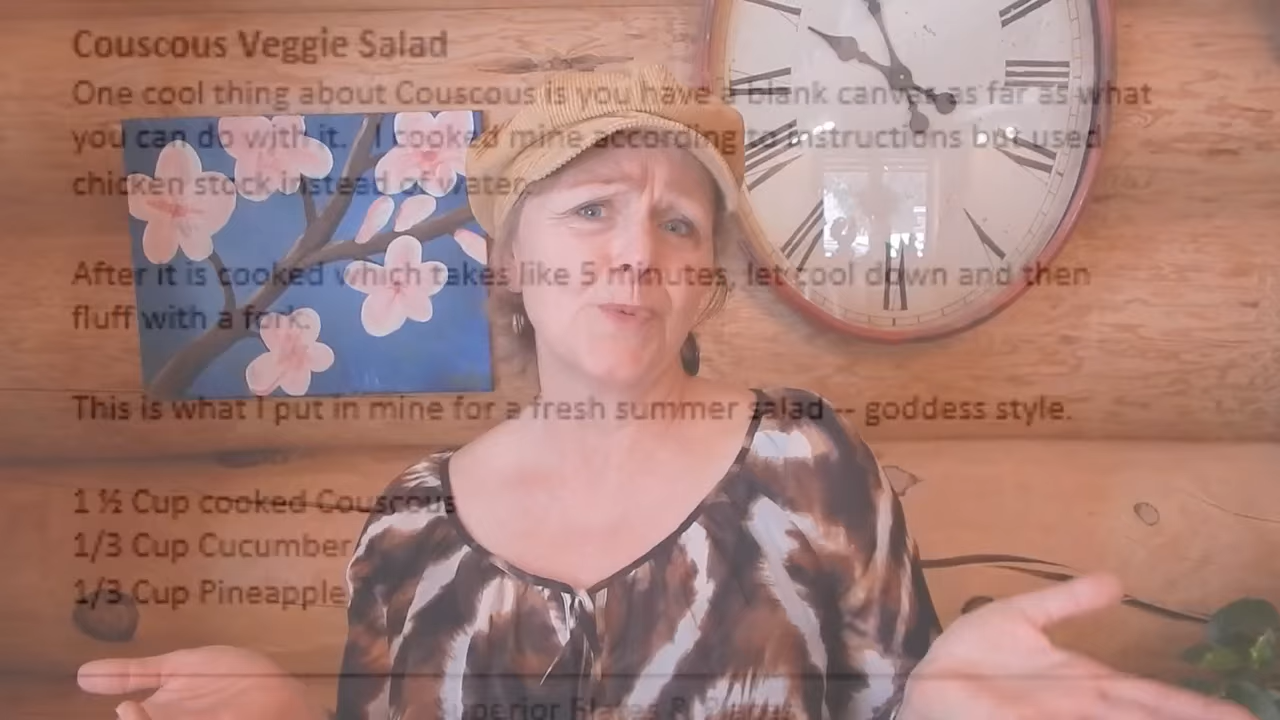 Couscous Veggie Salad
One cool thing about Couscous is you have a blank canvas as far as what
you can do with it. I cooked mine according to instructions but used
chicken stock instead of water.
After it is cooked which takes like 5 minutes, let cool down and then
fluff with a fork.
This is what I put in mine for a fresh summer salad -- goddess style.
1 ½ Cup cooked Couscous
1/3 Cup Cucumber
1/3 Cup Pineapple
Superior Places &